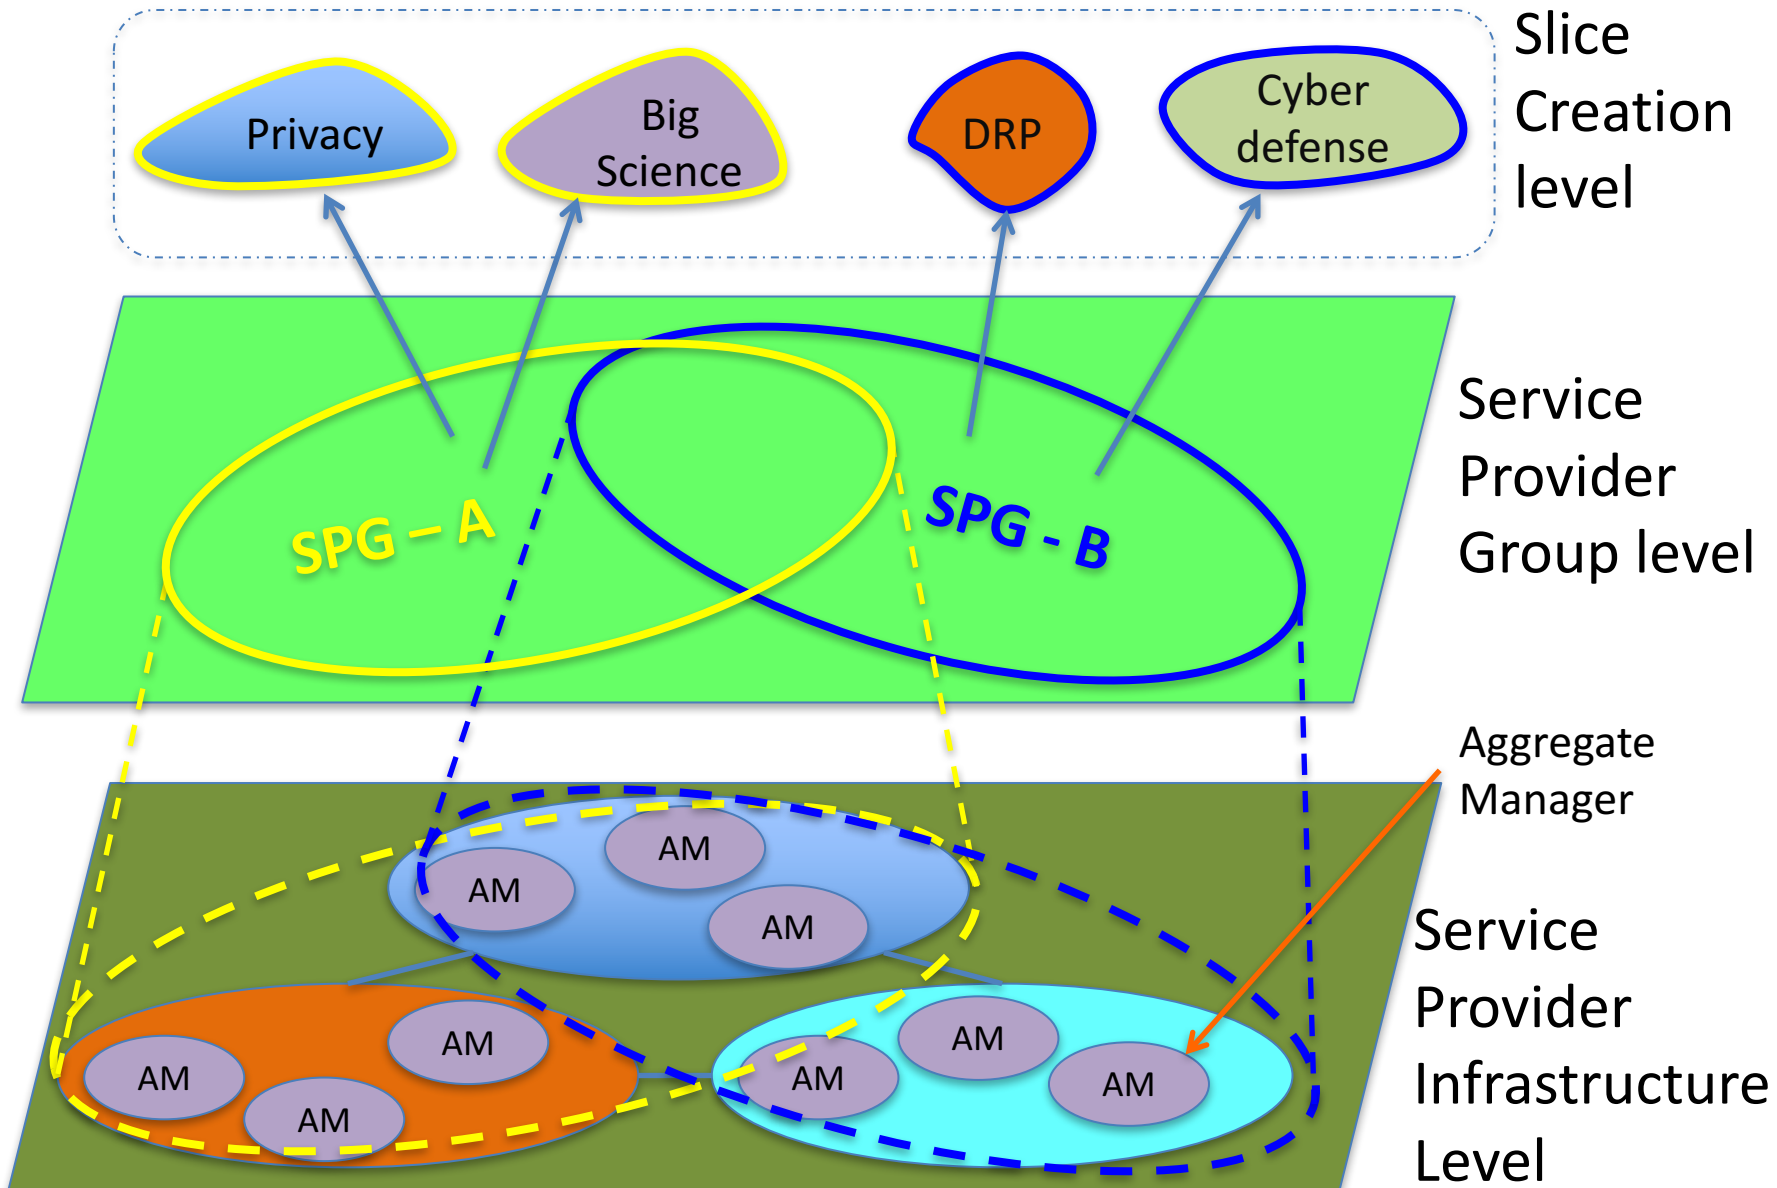 Slice
Creation
level
Privacy
Big
Science
DRP
Cyber
defense
Service
Provider
Group level
SPG – A
SPG - B
Aggregate
Manager
AM
AM
AM
Service
Provider
Infrastructure
Level
AM
AM
AM
AM
AM
AM